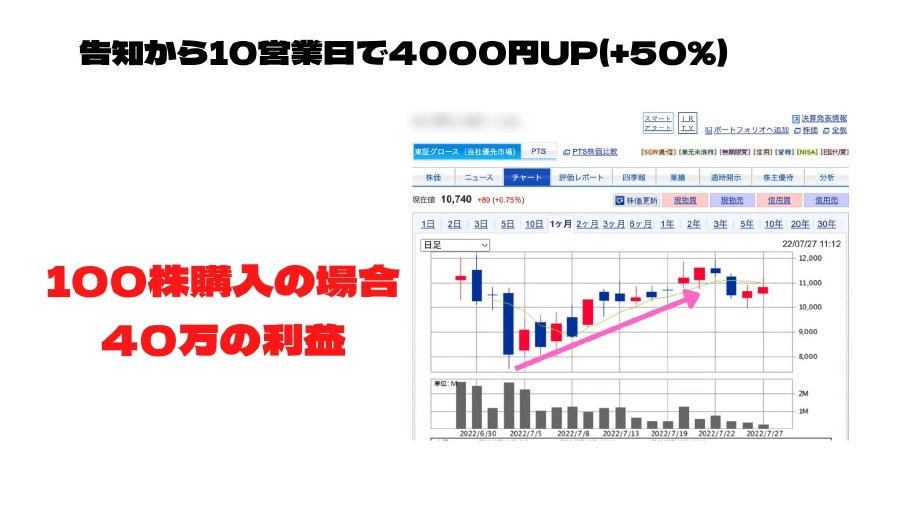 告知から10営業日で4000円UP(+50%)
100株購入の場合
40万の利益
スマート
アラート
IR
TV
決算発表情報
ポートフォリオへ追加 株価 全板
東証グロース（当社優先市場） PTS PTS株価比較
[SOR現・信] [単元未満株] [無期限買] [信用] [貸株] [NISA] [日計り買]
株価 ニュース チャート 評価レポート 四季報 業績 適時開示 株主優待 分析
現在値 10,740 +80 (+0.75%) 株価更新 現物買 現物売 信用買 信用売
1日 2日 3日 5日 10日 1ヶ月 2ヶ月 3ヶ月 6ヶ月 1年 2年 3年 5年 10年 20年 30年
日足 22/07/27 11:12
12,000
11,000
10,000
9,000
8,000
単位: M
2M
1M
2022/6/30 2022/7/5 2022/7/8 2022/7/13 2022/7/19 2022/7/22 2022/7/27